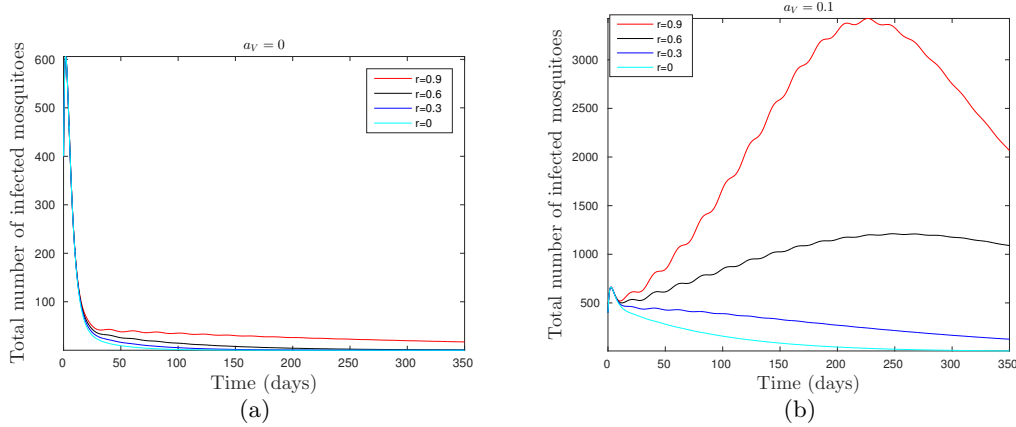 a_V = 0
Total number of infected mosquitoes
600
500
400
300
200
100
0 50 100 150 200 250 300 350
Time (days)
r=0.9
r=0.6
r=0.3
r=0
(a)
a_V = 0.1
Total number of infected mosquitoes
3000
2500
2000
1500
1000
500
0 50 100 150 200 250 300 350
Time (days)
r=0.9
r=0.6
r=0.3
r=0
(b)